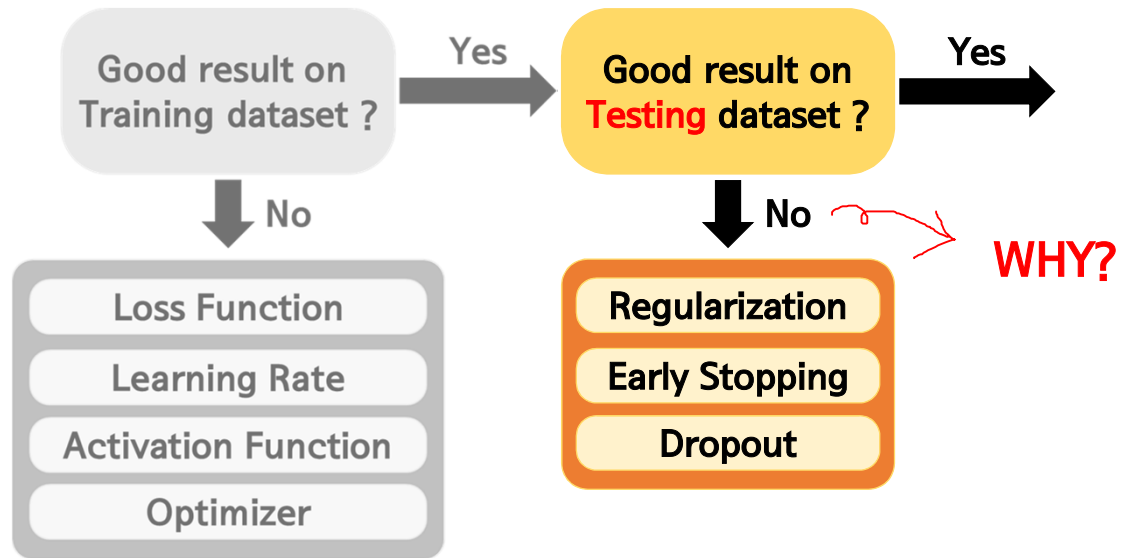 Good result on
Training dataset ?
Yes
Good result on
Testing dataset ?
Yes
No
No
WHY?
Loss Function
Learning Rate
Activation Function
Optimizer
Regularization
Early Stopping
Dropout